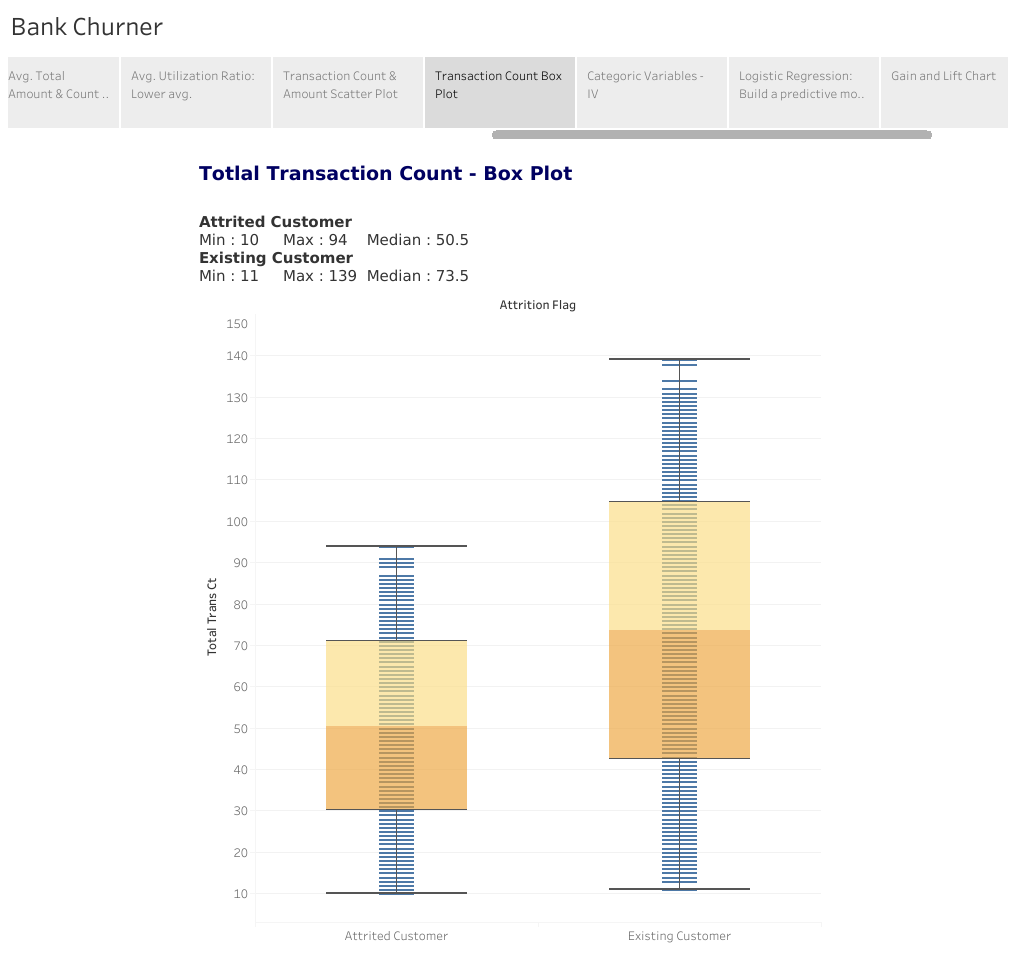 Bank Churner
Avg. Total
Amount & Count ..
Avg. Utilization Ratio:
Lower avg.
Transaction Count &
Amount Scatter Plot
Transaction Count Box
Plot
Categoric Variables -
IV
Logistic Regression:
Build a predictive mo..
Gain and Lift Chart
Totlal Transaction Count - Box Plot
Attrited Customer
Min : 10 Max : 94 Median : 50.5
Existing Customer
Min : 11 Max : 139 Median : 73.5
Attrition Flag
150
140
130
120
110
100
90
80
70
60
50
40
30
20
10
Total Trans Ct
Attrited Customer
Existing Customer